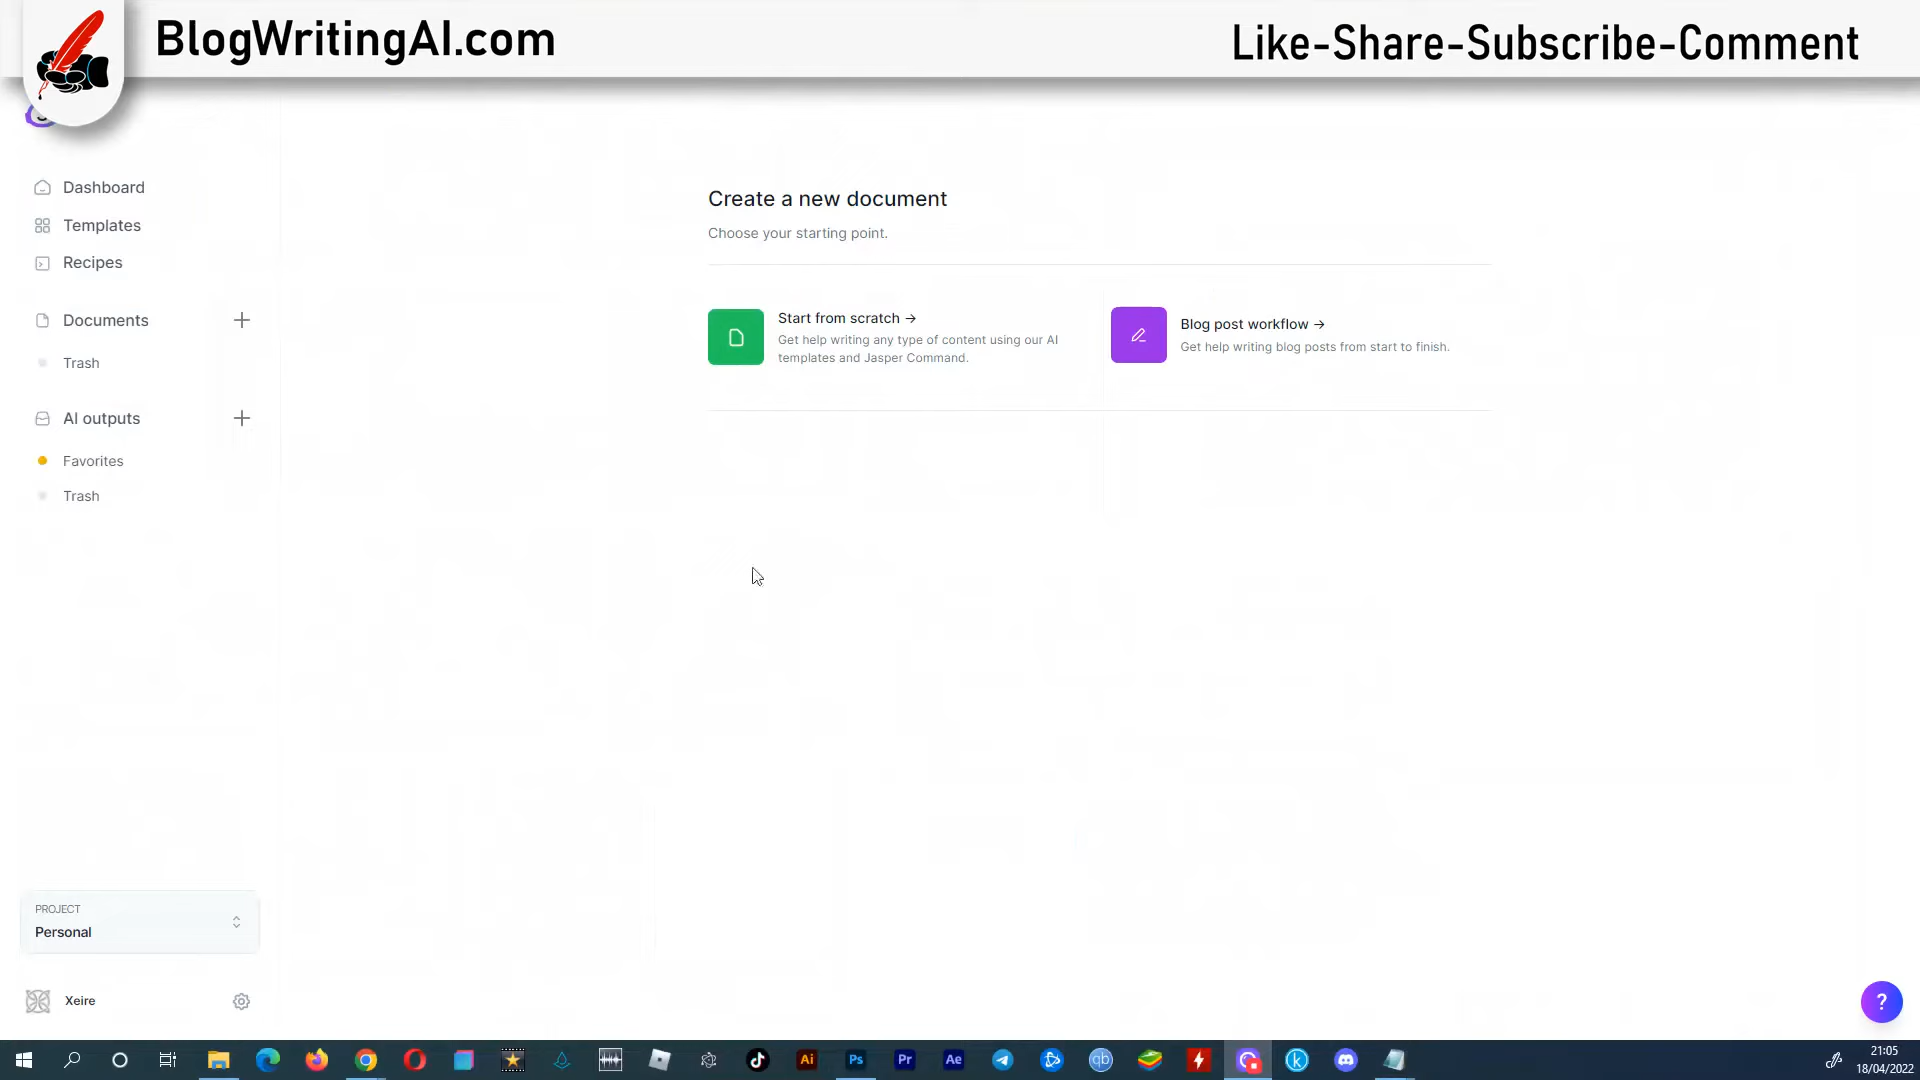 BlogWritingAI.com
Like-Share-Subscribe-Comment
Dashboard
Templates
Recipes
Documents
Trash
AI outputs
Favorites
Trash
Create a new document
Choose your starting point.
Start from scratch →
Get help writing any type of content using our AI
templates and Jasper Command.
Blog post workflow →
Get help writing blog posts from start to finish.
PROJECT
Personal
Xeire
?
Ai
Ps
Pr
Ae
qb
k
21:05
18/04/2022